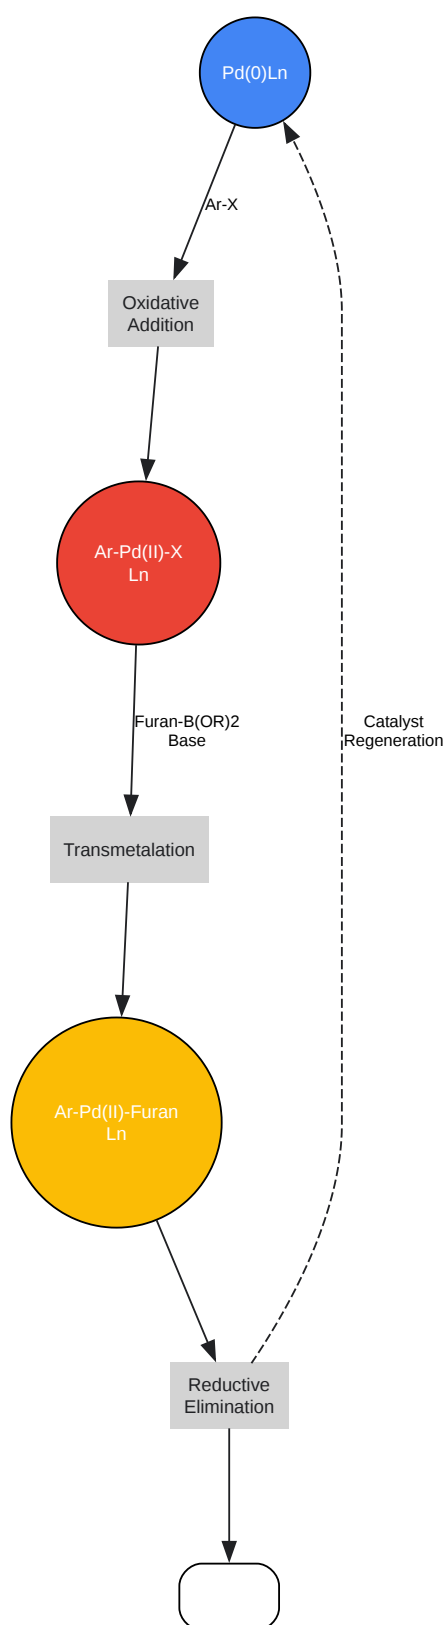 Pd(0)Ln
Ar-X
Oxidative
Addition
Ar-Pd(II)-X
Ln
Furan-B(OR)2
Base
Catalyst
Regeneration
Transmetalation
Ar-Pd(II)-Furan
Ln
Reductive
Elimination